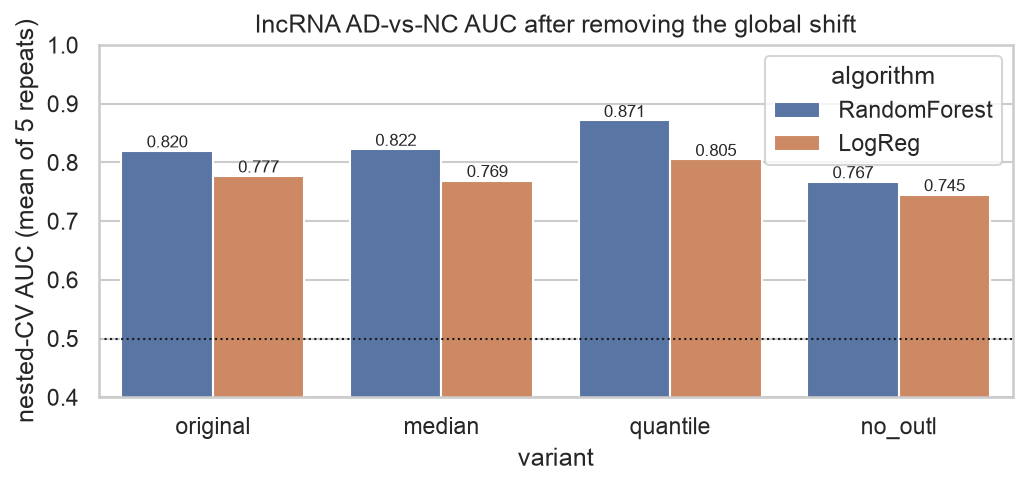 lncRNA AD-vs-NC AUC after removing the global shift
nested-CV AUC (mean of 5 repeats)
1.0
0.9
0.8
0.7
0.6
0.5
0.4
algorithm
RandomForest
LogReg
0.820
0.777
0.822
0.769
0.871
0.805
0.767
0.745
original
median
quantile
no_outl
variant